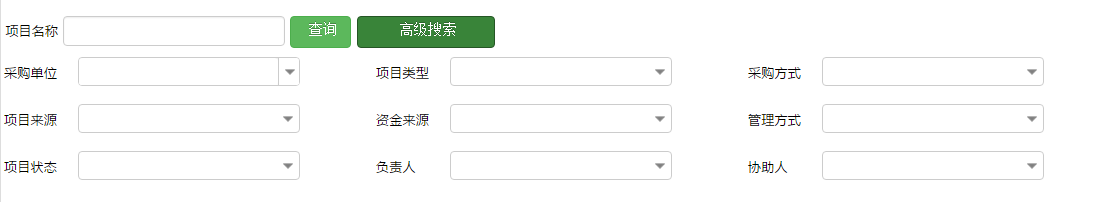 项目名称 查询 高级搜索
采购单位 项目类型 采购方式
项目来源 资金来源 管理方式
项目状态 负责人 协助人